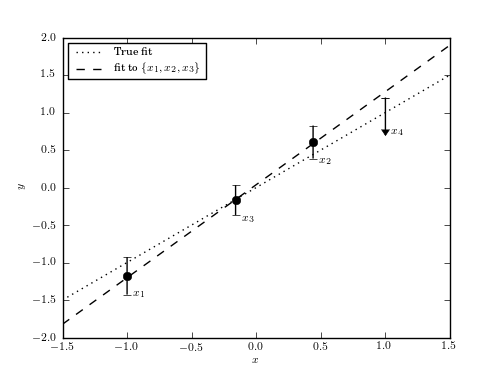 True fit
fit to {x₁, x₂, x₃}
2.0
1.5
1.0
0.5
0.0
−0.5
−1.0
−1.5
−2.0
y
x₄
x₂
x₃
x₁
−1.5 −1.0 −0.5 0.0 0.5 1.0 1.5
x